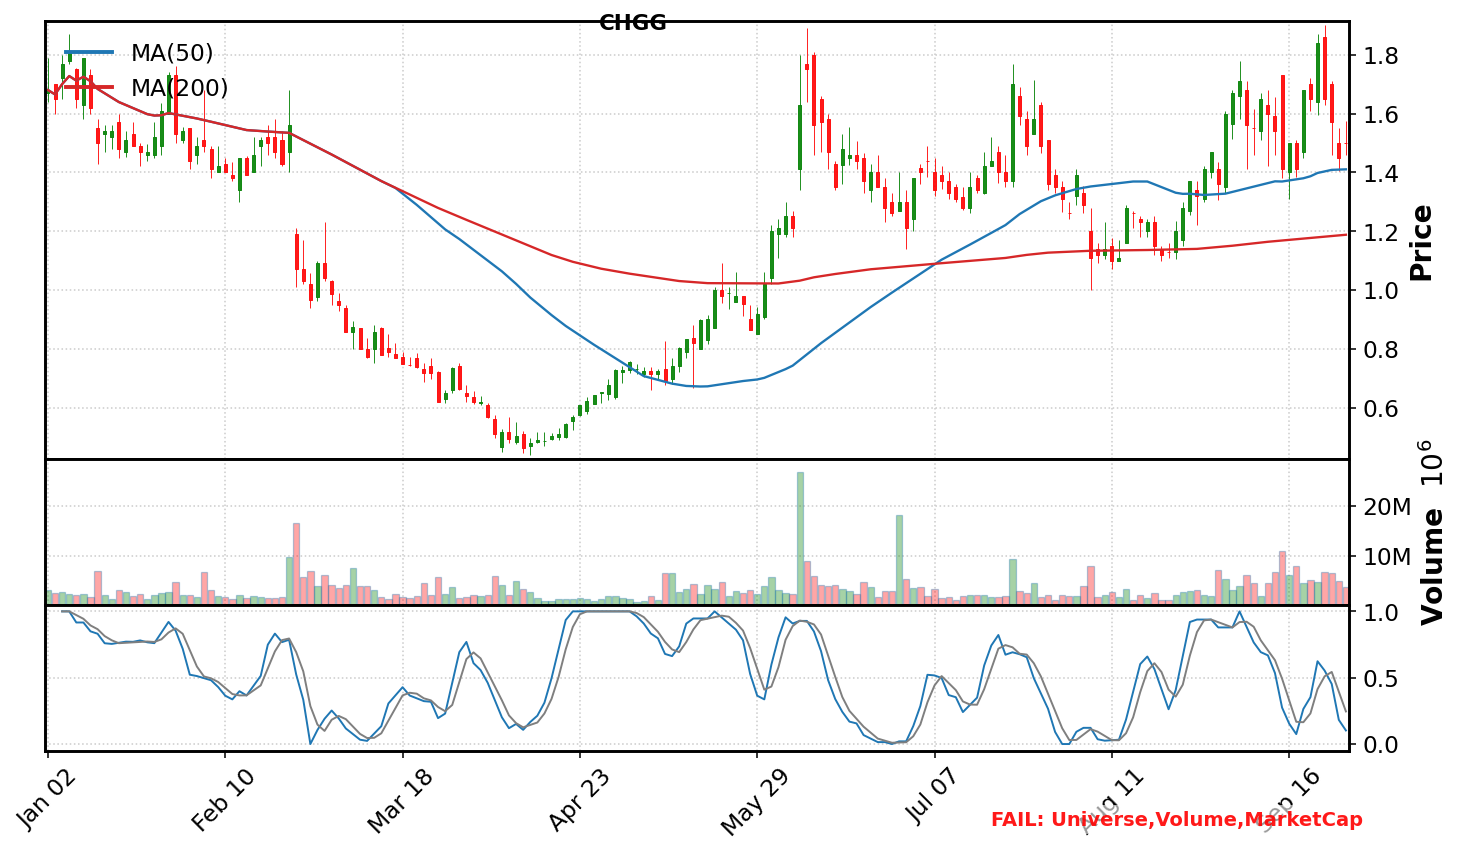 CHGG
MA(50)
MA(200)
1.8
1.6
1.4
1.2
1.0
0.8
0.6
Price
20M
10M
Volume 10^6
1.0
0.5
0.0
Jan 02
Feb 10
Mar 18
Apr 23
May 29
Jul 07
Aug 11
Sep 16
FAIL: Universe,Volume,MarketCap